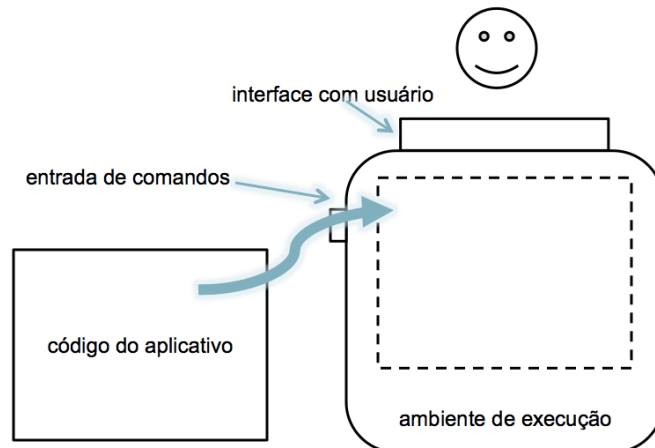 interface com usuário
entrada de comandos
código do aplicativo
ambiente de execução